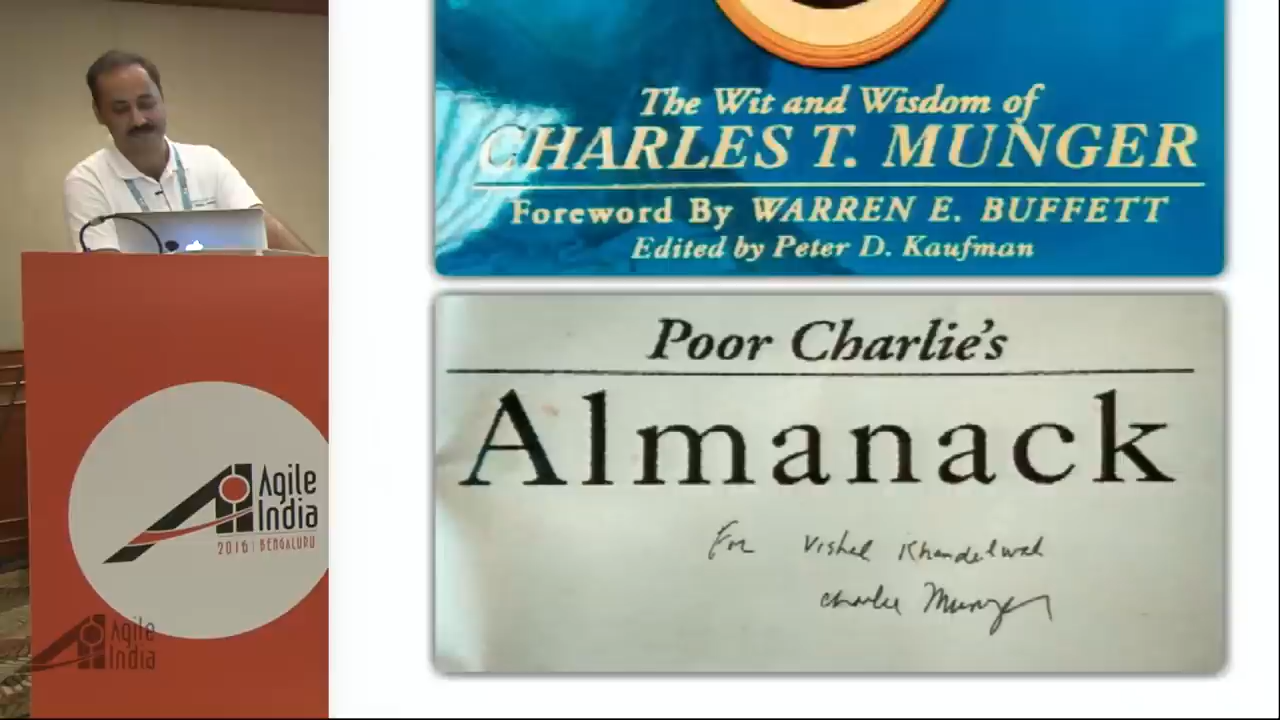 The Wit and Wisdom of
CHARLES T. MUNGER
Foreword By WARREN E. BUFFETT
Edited by Peter D. Kaufman
Poor Charlie's
Almanack
For Vishal Khandelwal
Charlie Munger
Agile
India
2016 | BENGALURU
Agile
India